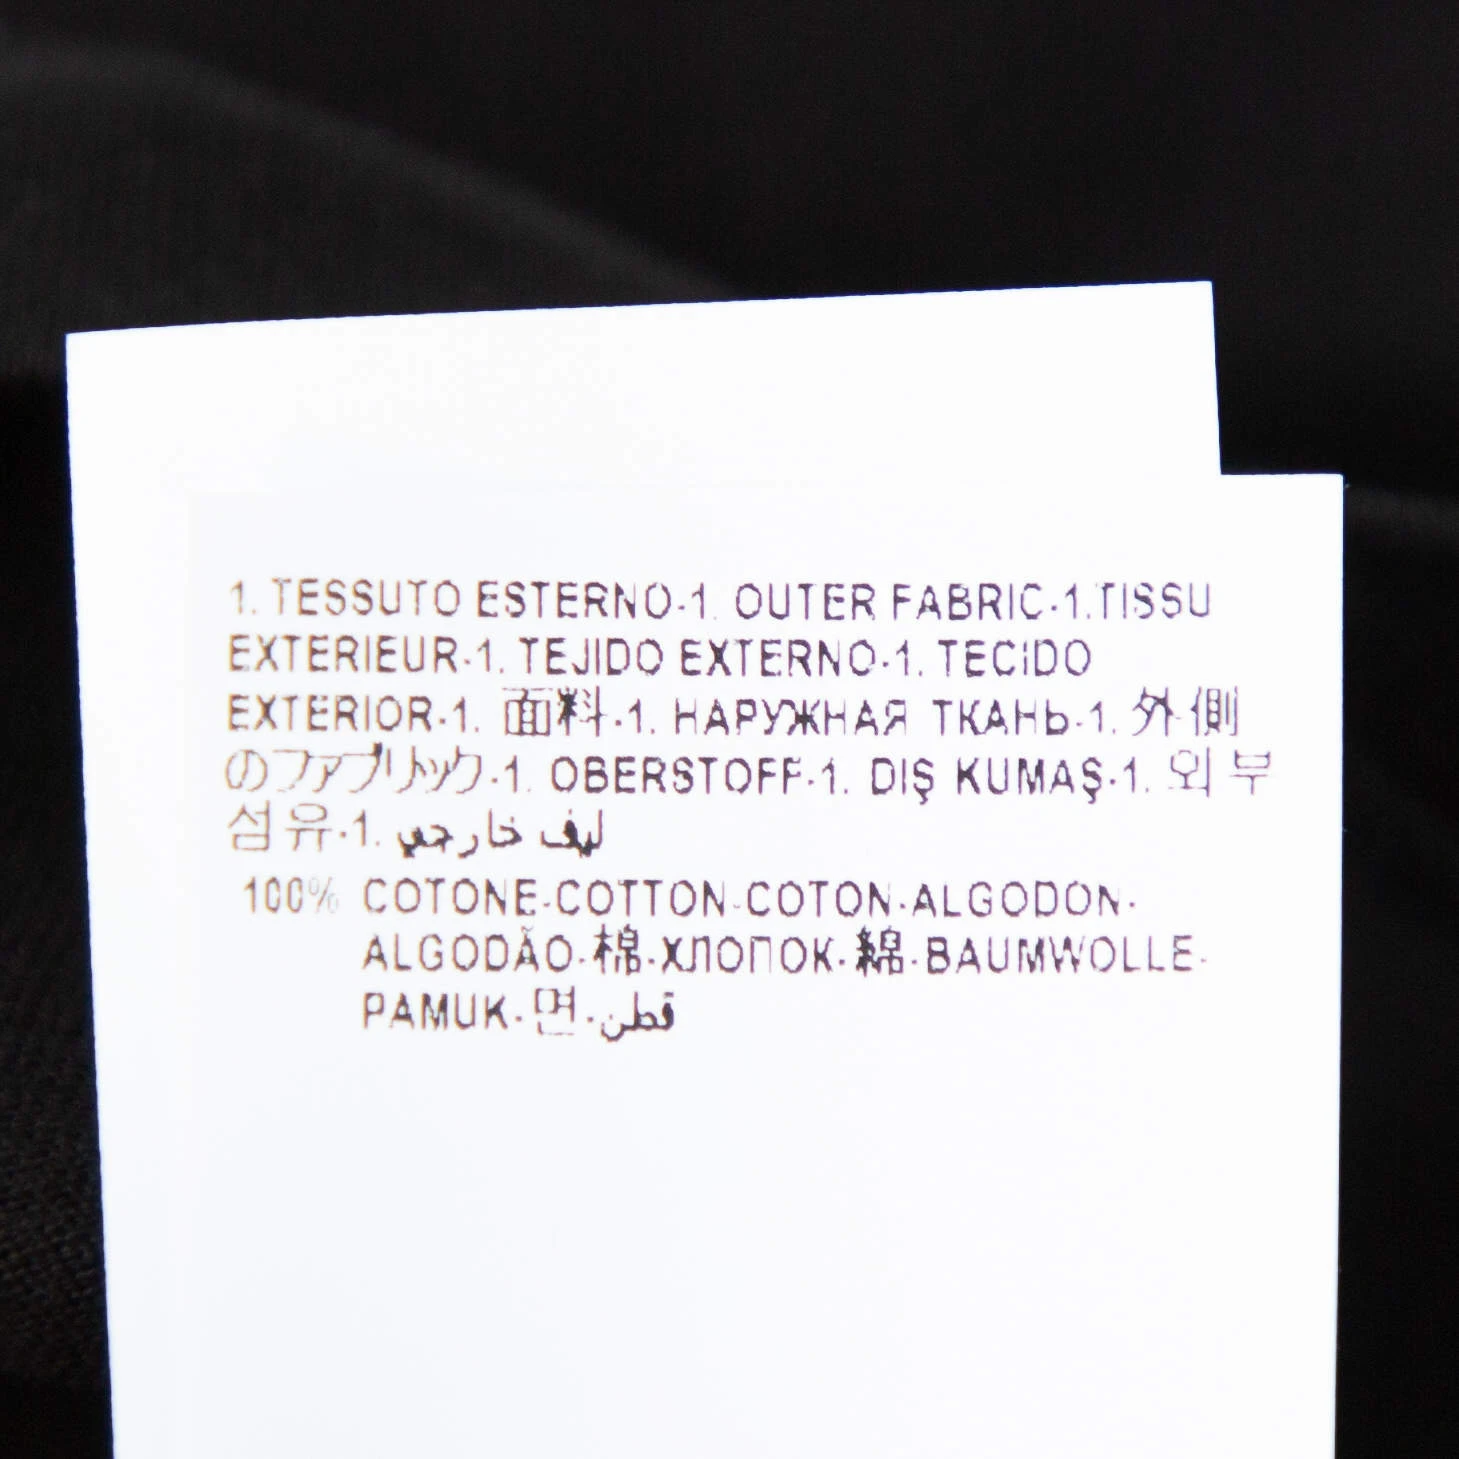 1. TESSUTO ESTERNO-1. OUTER FABRIC-1.TISSU
EXTERIEUR-1. TEJIDO EXTERNO-1. TECIDO
EXTERIOR-1. 面料-1. НАРУЖНАЯ ТКАНЬ-1. 外側
のファブリック-1. OBERSTOFF-1. DIŞ KUMAŞ-1. 외부
섬유-1. ليف خارجي
100% COTONE-COTTON-COTON-ALGODON-
ALGODÃO-棉-ХЛОПОК-綿-BAUMWOLLE-
PAMUK-면-قطن